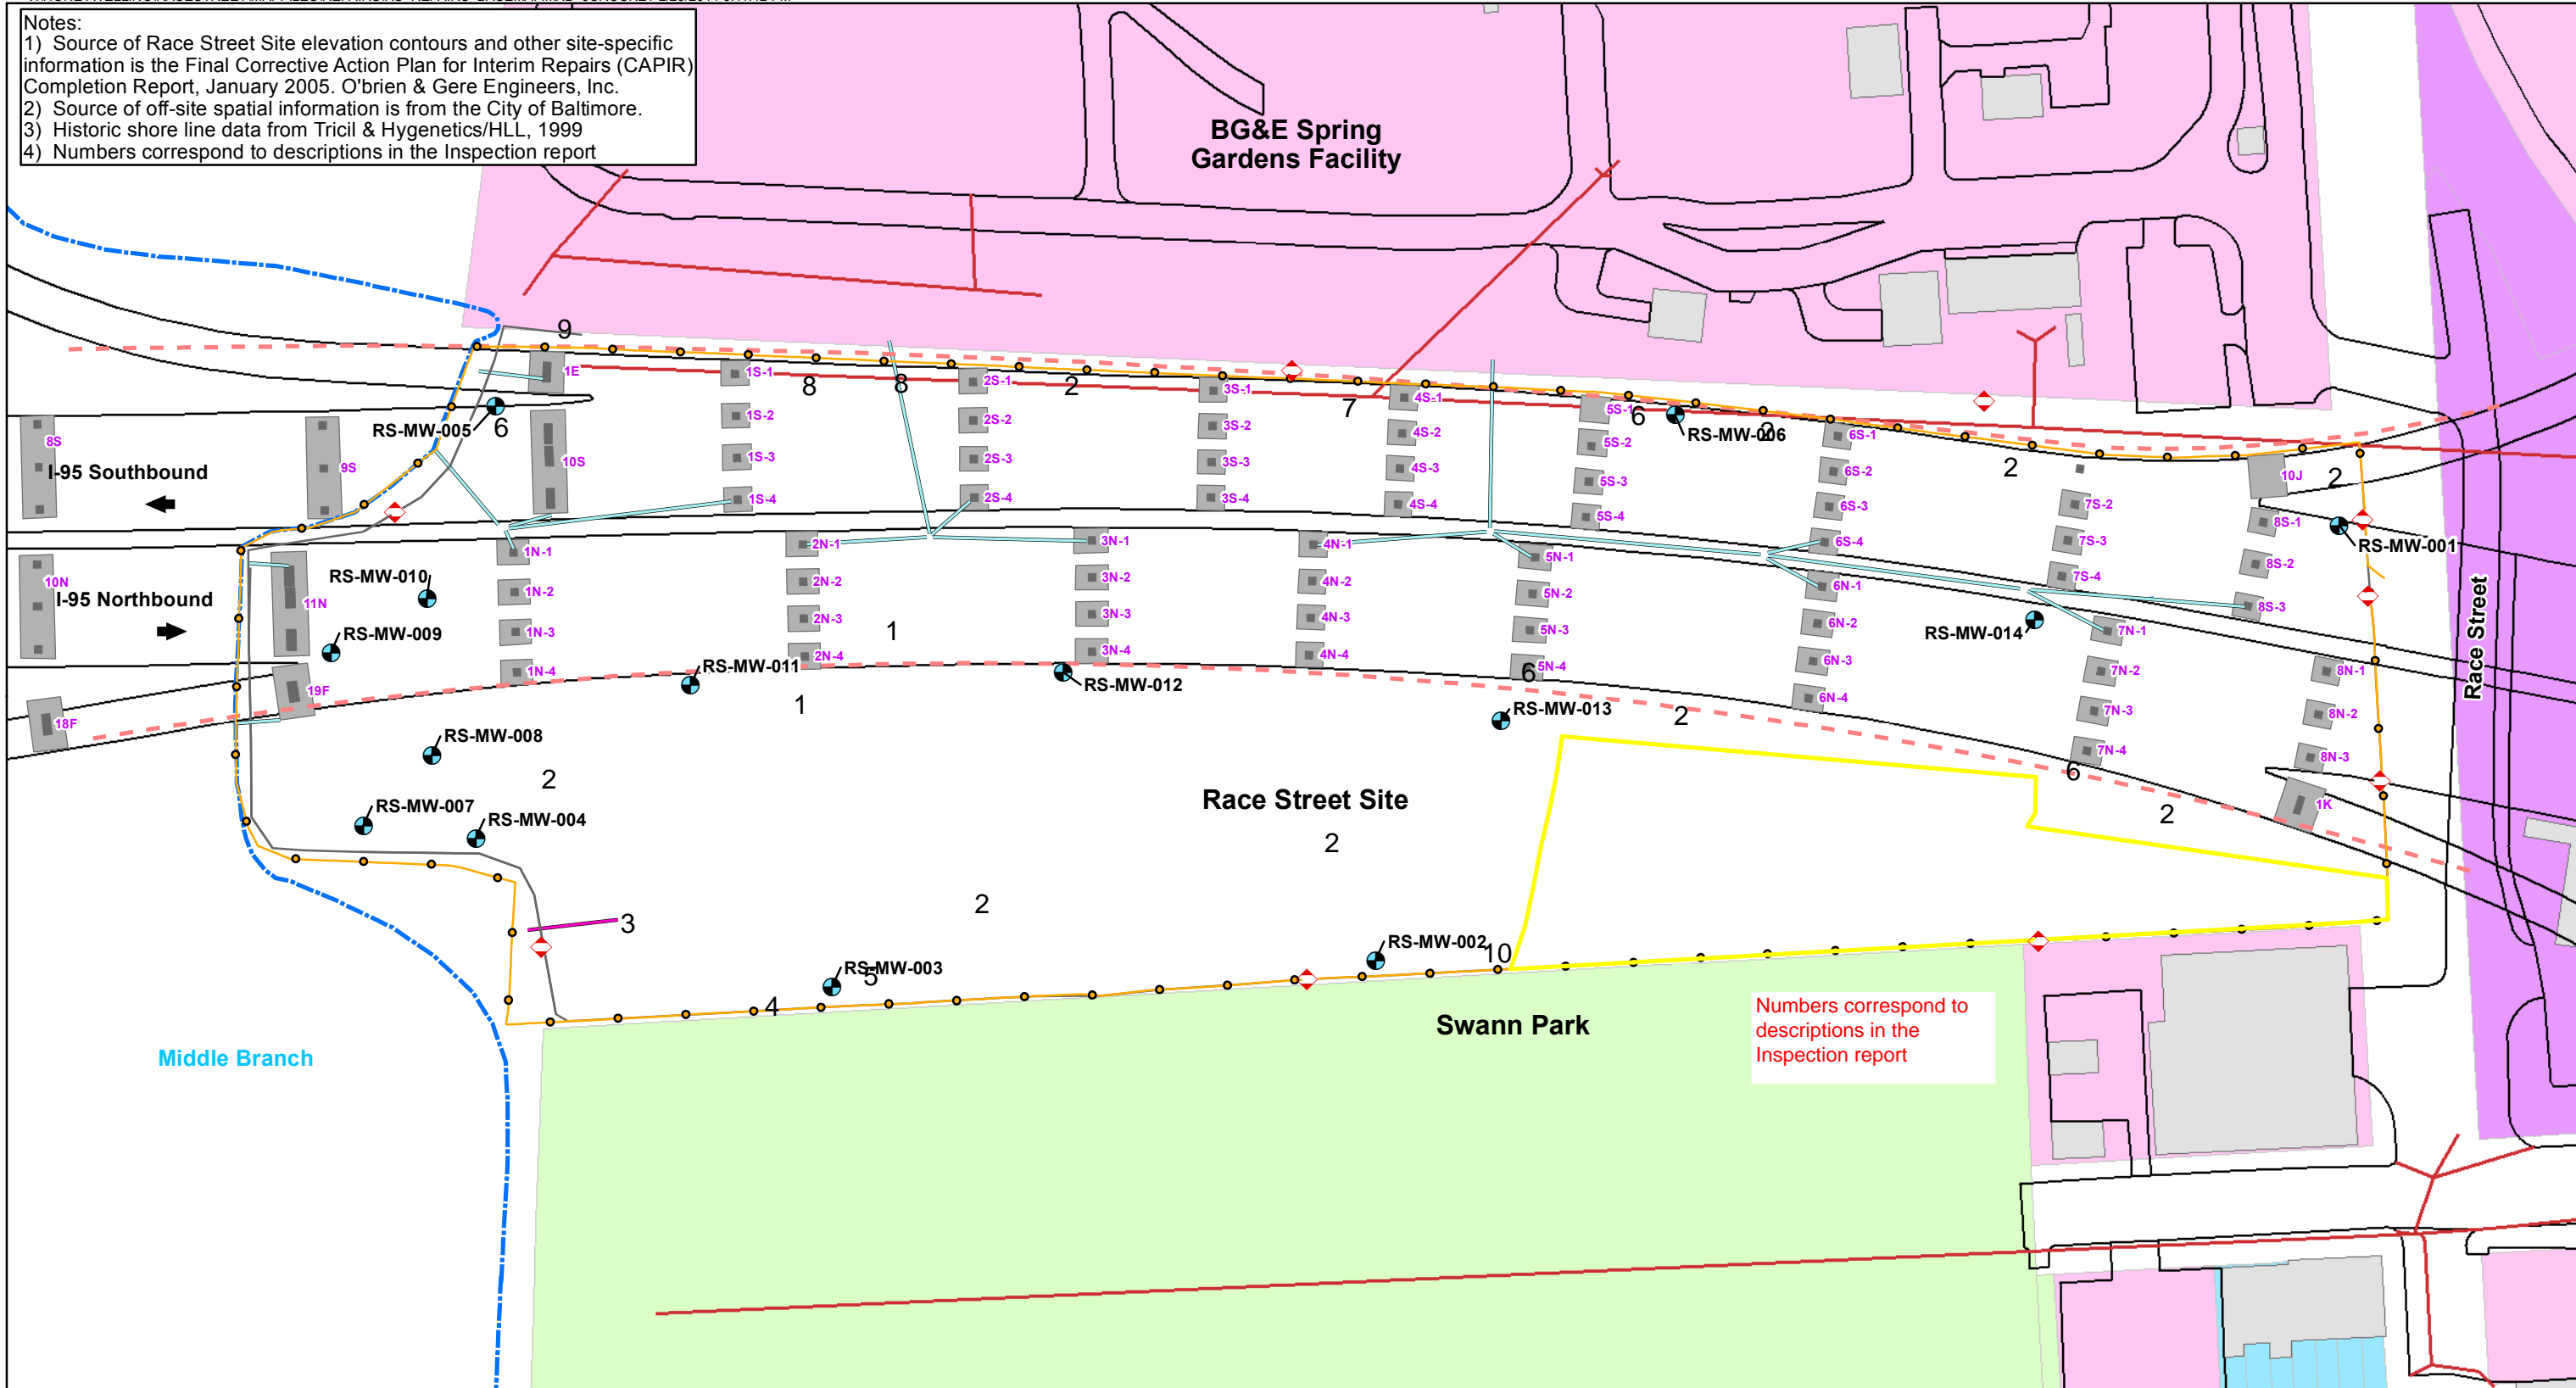 Notes:
1) Source of Race Street Site elevation contours and other site-specific
information is the Final Corrective Action Plan for Interim Repairs (CAPIR)
Completion Report, January 2005. O'brien & Gere Engineers, Inc.
2) Source of off-site spatial information is from the City of Baltimore.
3) Historic shore line data from Tricil & Hygenetics/HLL, 1999
4) Numbers correspond to descriptions in the Inspection report
BG&E Spring
Gardens Facility
9
1E
1S-1
8
8
2S-1
2
3S-1
7
4S-1
5S-1
6
2
RS-MW-006
6S-1
2
10J
2
RS-MW-005
6
1S-2
2S-2
3S-2
4S-2
5S-2
6S-2
7S-2
8S-1
RS-MW-001
8S
I-95 Southbound
9S
10S
1S-3
2S-3
3S-3
4S-3
5S-3
6S-3
7S-3
8S-2
1S-4
2S-4
3S-4
4S-4
5S-4
6S-4
7S-4
8S-3
10N
I-95 Northbound
11N
RS-MW-010
RS-MW-009
1N-1
2N-1
3N-1
4N-1
5N-1
6N-1
7N-1
8N-1
1N-2
2N-2
3N-2
4N-2
5N-2
6N-2
7N-2
8N-2
1N-3
2N-3
1
3N-3
4N-3
5N-3
6N-3
7N-3
8N-3
1N-4
2N-4
3N-4
4N-4
5N-4
6
6N-4
7N-4
6
RS-MW-014
Race Street
18F
19F
RS-MW-011
RS-MW-012
1
RS-MW-013
2
2
1K
RS-MW-008
2
RS-MW-007
RS-MW-004
Race Street Site
2
2
3
RS-MW-003
5
4
RS-MW-002
10
Swann Park
Numbers correspond to
descriptions in the
Inspection report
Middle Branch